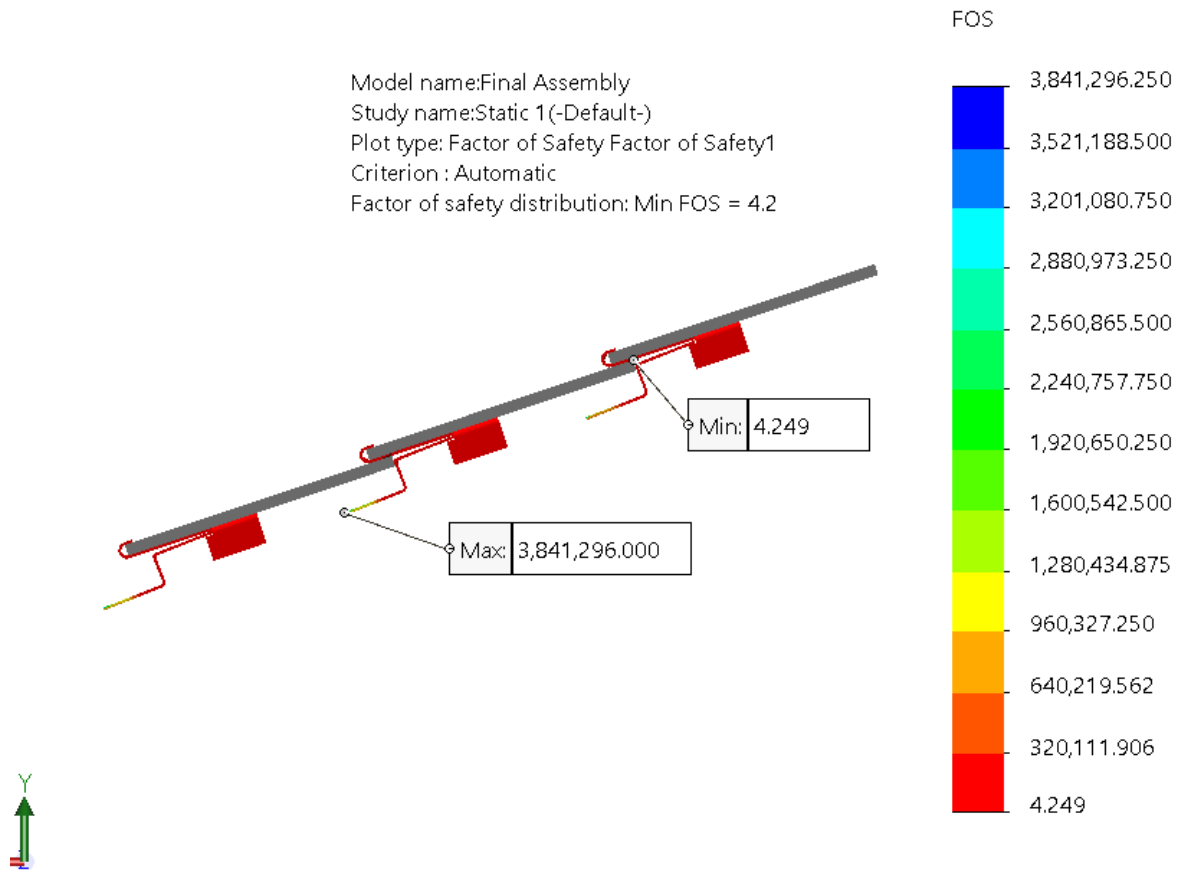 FOS
Model name:Final Assembly
Study name:Static 1(-Default-)
Plot type: Factor of Safety Factor of Safety1
Criterion : Automatic
Factor of safety distribution: Min FOS = 4.2
3,841,296.250
3,521,188.500
3,201,080.750
2,880,973.250
2,560,865.500
2,240,757.750
1,920,650.250
1,600,542.500
1,280,434.875
960,327.250
640,219.562
320,111.906
4.249
Min: 4.249
Max: 3,841,296.000
Y
Z